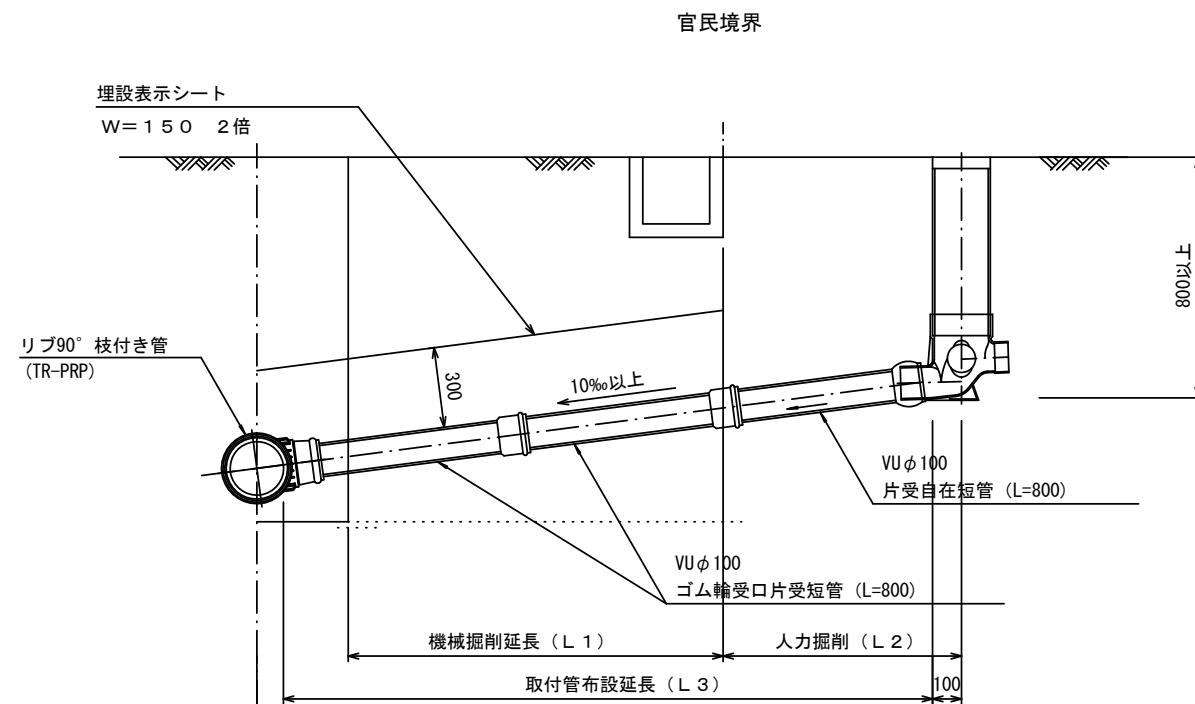 官民境界
埋設表示シート
W=150 2倍
800以下
リブ90°枝付き管
(TR-PRP)
300
10‰以上
VUφ100
片受自在短管 (L=800)
VUφ100
ゴム輪受口片受短管 (L=800)
機械掘削延長(L1)
人力掘削(L2)
取付管布設延長(L3)
100